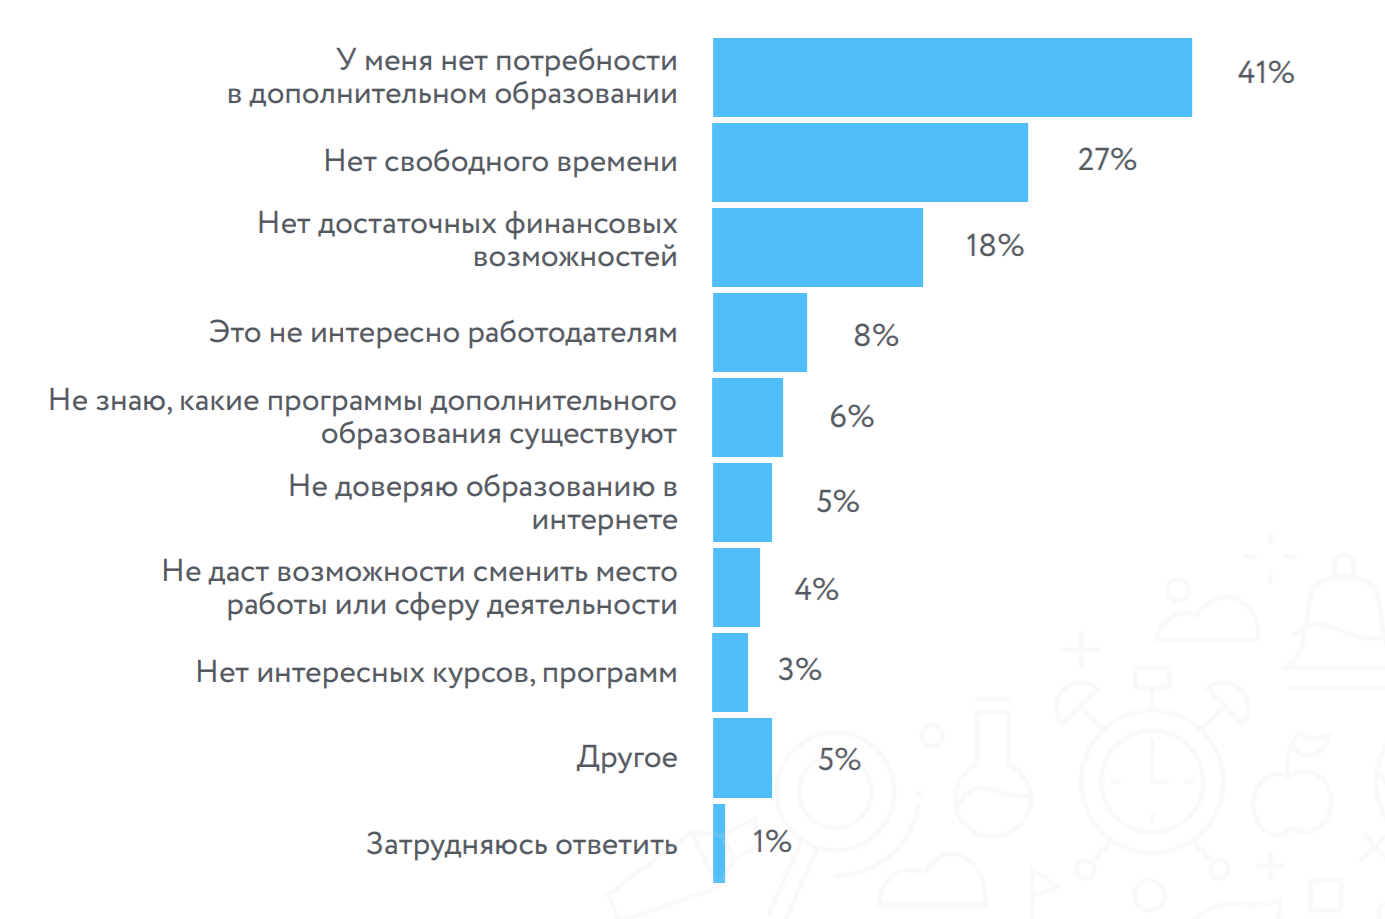 У меня нет потребности
в дополнительном образовании
41%
Нет свободного времени
27%
Нет достаточных финансовых
возможностей
18%
Это не интересно работодателям
8%
Не знаю, какие программы дополнительного
образования существуют
6%
Не доверяю образованию в
интернете
5%
Не даст возможности сменить место
работы или сферу деятельности
4%
Нет интересных курсов, программ
3%
Другое
5%
Затрудняюсь ответить
1%